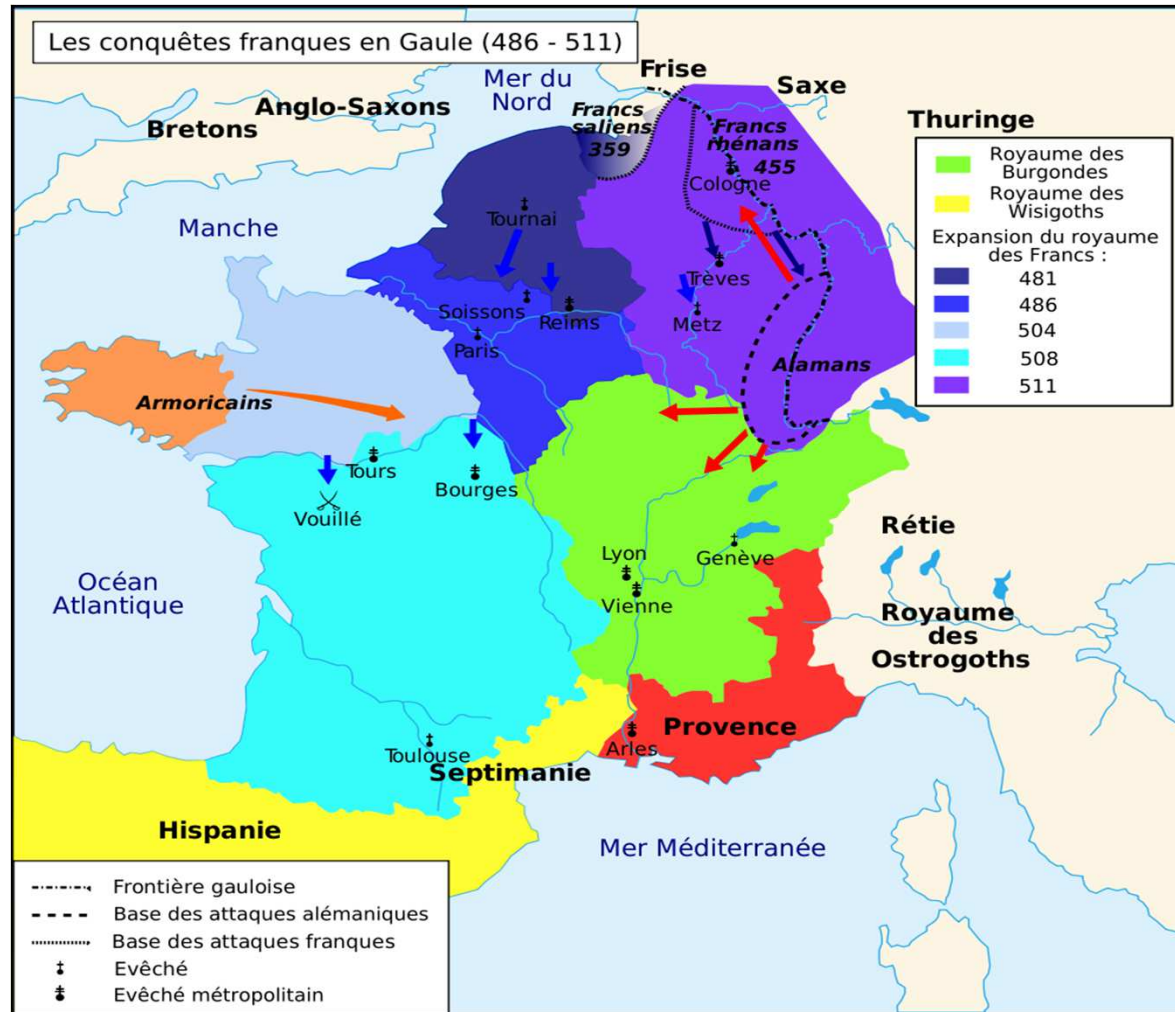 Les conquêtes franques en Gaule (486 - 511)
Mer du
Nord
Frise
Saxe
Anglo-Saxons
Bretons
Francs
saliens
359
Francs
rhénans
455
Thuringe
Cologne
Royaume des
Burgondes
Royaume des
Wisigoths
Expansion du royaume
des Francs :
481
486
504
508
511
Manche
Tournai
Trèves
Soissons
Reims
Metz
Paris
Alamans
Armoricains
Tours
Bourges
Vouillé
Rétie
Lyon
Genève
Vienne
Océan
Atlantique
Royaume
des
Ostrogoths
Provence
Arles
Toulouse
Septimanie
Hispanie
Mer Méditerranée
Frontière gauloise
Base des attaques alémaniques
Base des attaques franques
Evêché
Evêché métropolitain